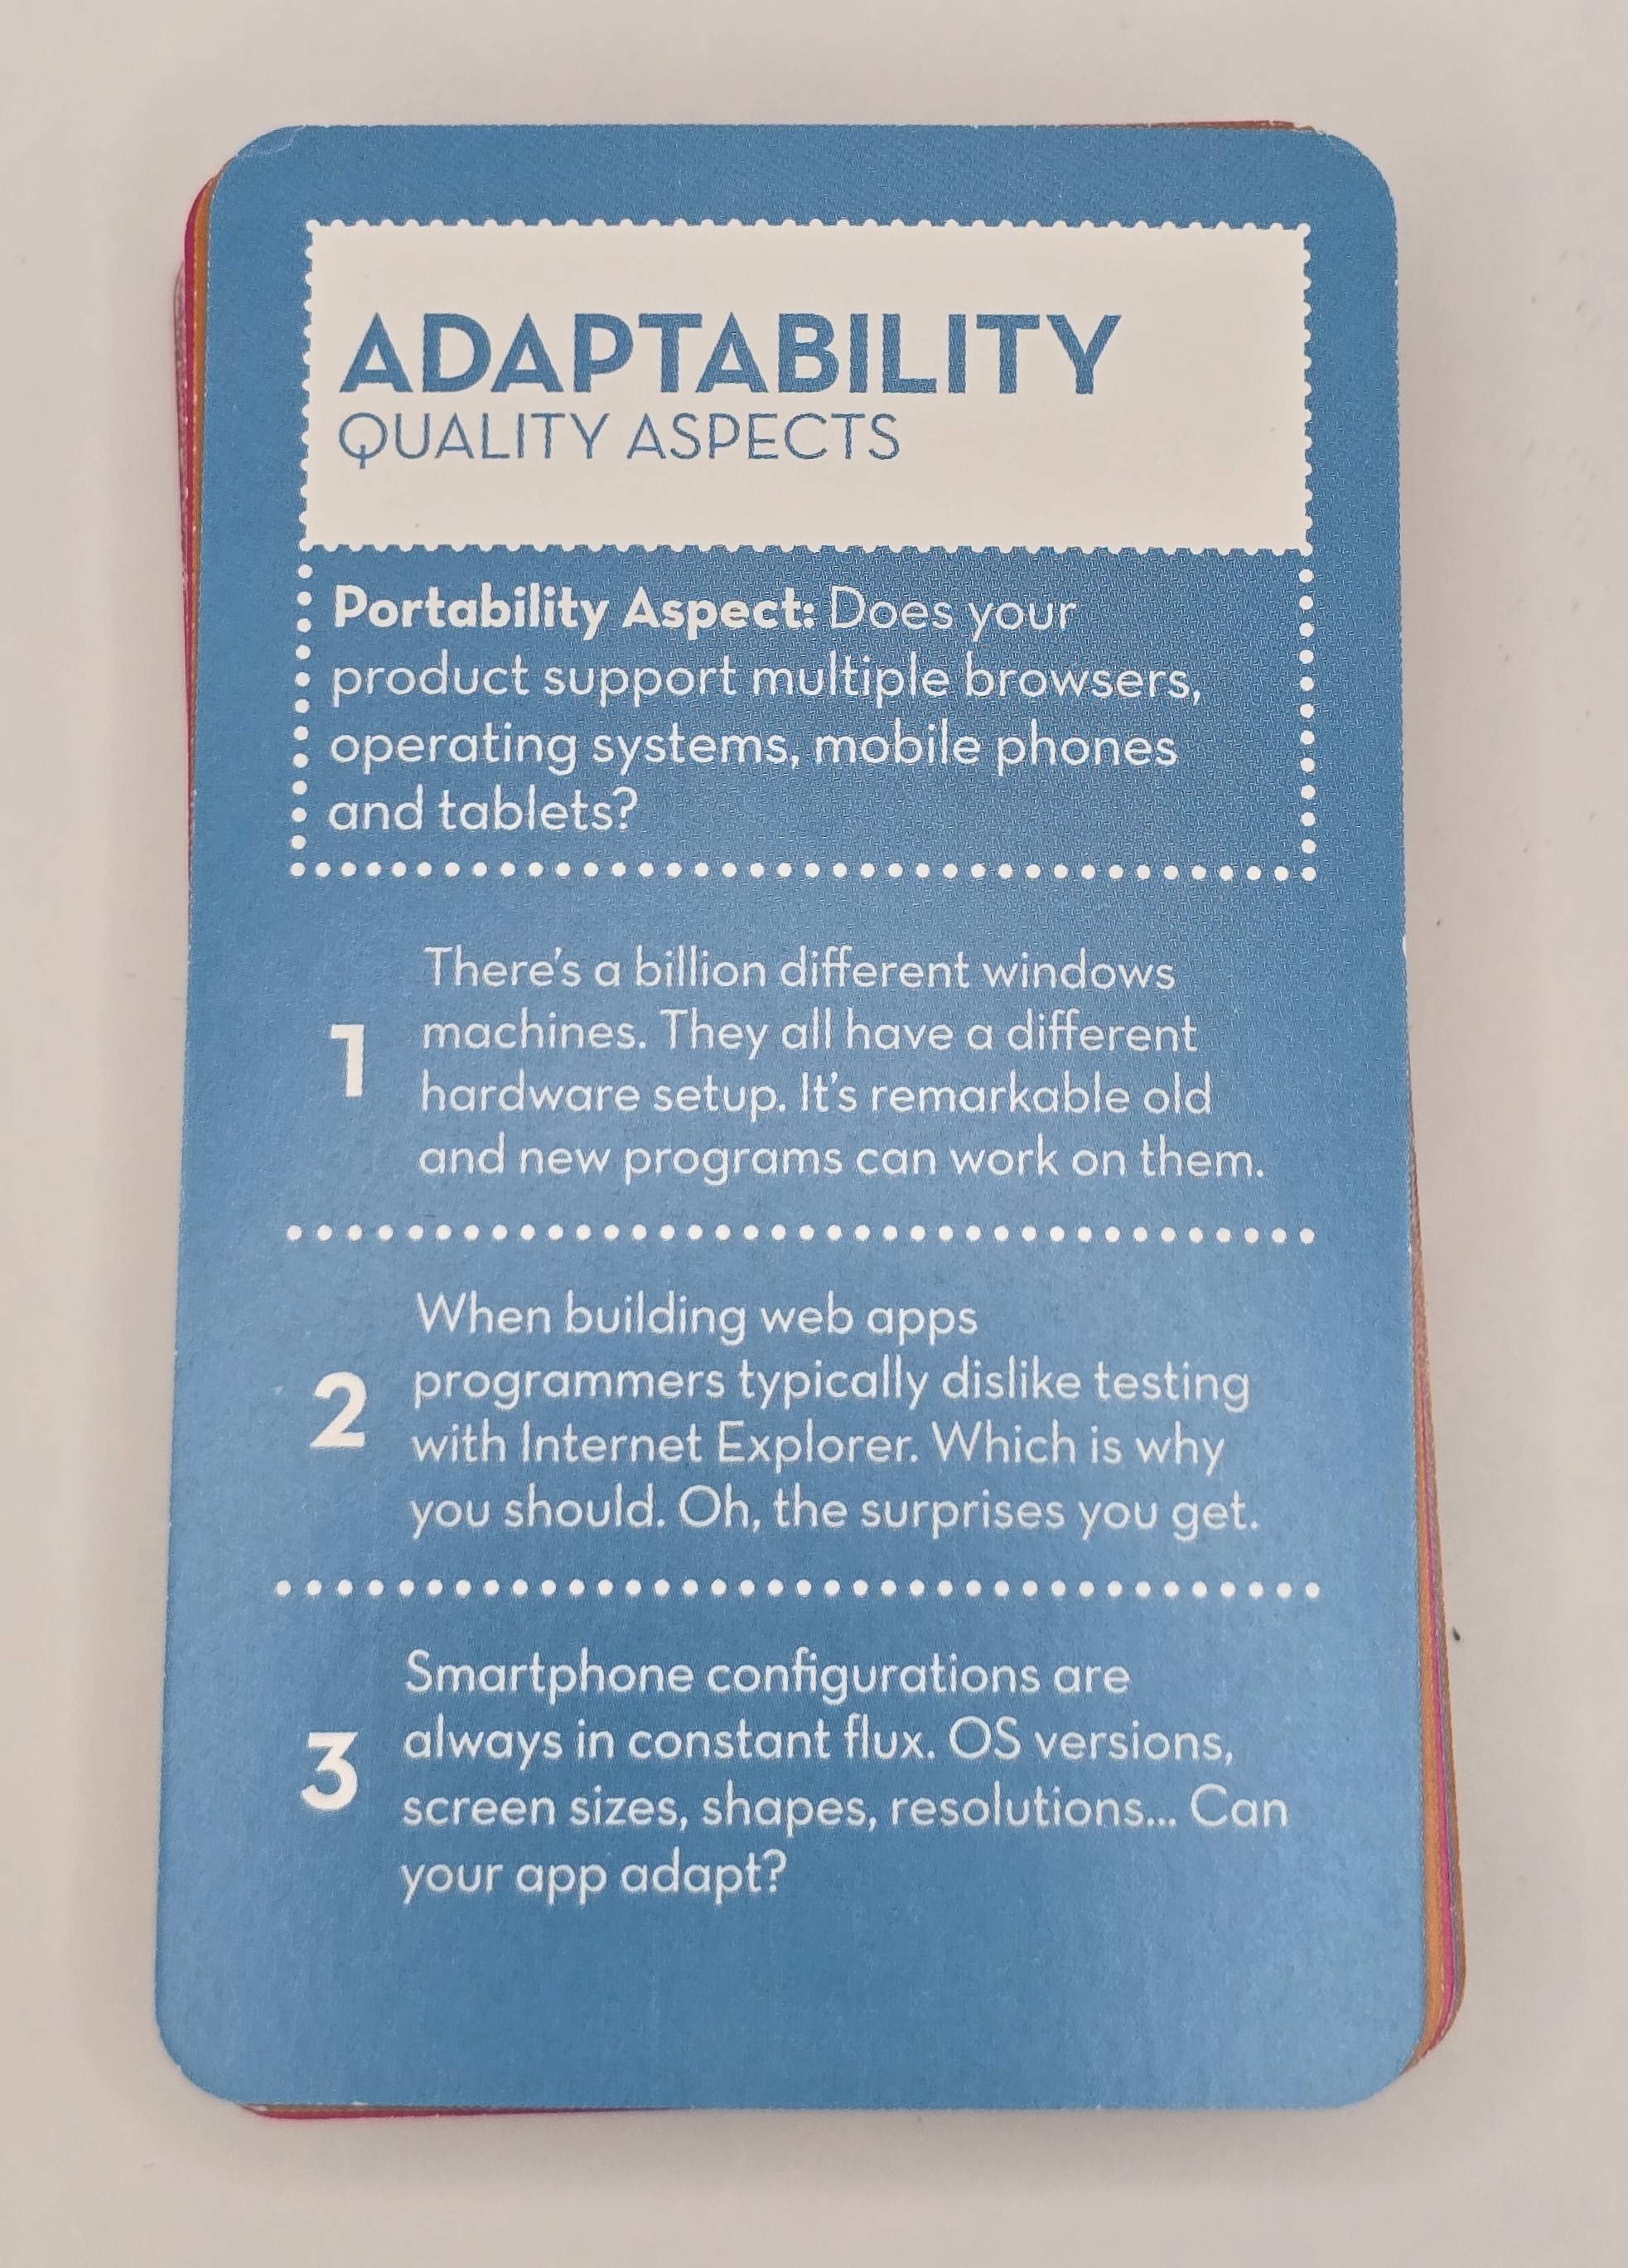 ADAPTABILITY
QUALITY ASPECTS
Portability Aspect: Does your
product support multiple browsers,
operating systems, mobile phones
and tablets?
1
There's a billion different windows
machines. They all have a different
hardware setup. It's remarkable old
and new programs can work on them.
2
When building web apps
programmers typically dislike testing
with Internet Explorer. Which is why
you should. Oh, the surprises you get.
3
Smartphone configurations are
always in constant flux. OS versions,
screen sizes, shapes, resolutions... Can
your app adapt?